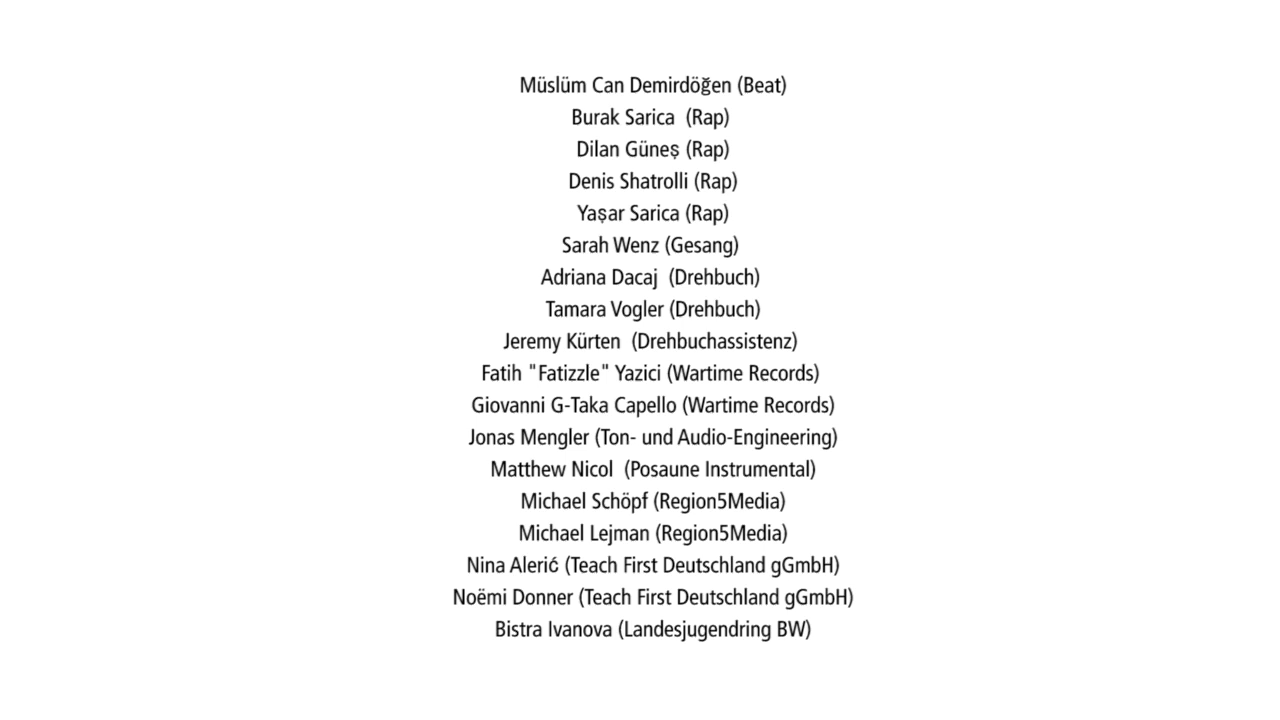 Müslüm Can Demirdöğen (Beat)
Burak Sarica  (Rap)
Dilan Güneş (Rap)
Denis Shatrolli (Rap)
Yaşar Sarica (Rap)
Sarah Wenz (Gesang)
Adriana Dacaj  (Drehbuch)
Tamara Vogler (Drehbuch)
Jeremy Kürten  (Drehbuchassistenz)
Fatih "Fatizzle" Yazici (Wartime Records)
Giovanni G-Taka Capello (Wartime Records)
Jonas Mengler (Ton- und Audio-Engineering)
Matthew Nicol  (Posaune Instrumental)
Michael Schöpf (Region5Media)
Michael Lejman (Region5Media)
Nina Alerić (Teach First Deutschland gGmbH)
Noëmi Donner (Teach First Deutschland gGmbH)
Bistra Ivanova (Landesjugendring BW)